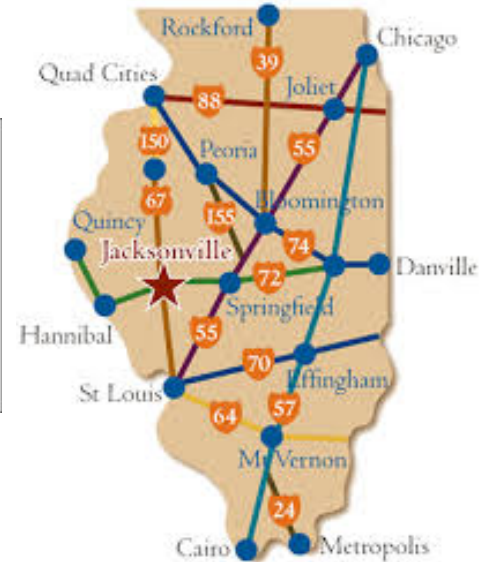 Rockford
Chicago
39
Quad Cities
88
Joliet
150
Peoria
55
67
155
Bloomington
Quincy
74
Jacksonville
72
Danville
Springfield
Hannibal
55
70
Effingham
St Louis
64
57
Mt Vernon
24
Cairo
Metropolis